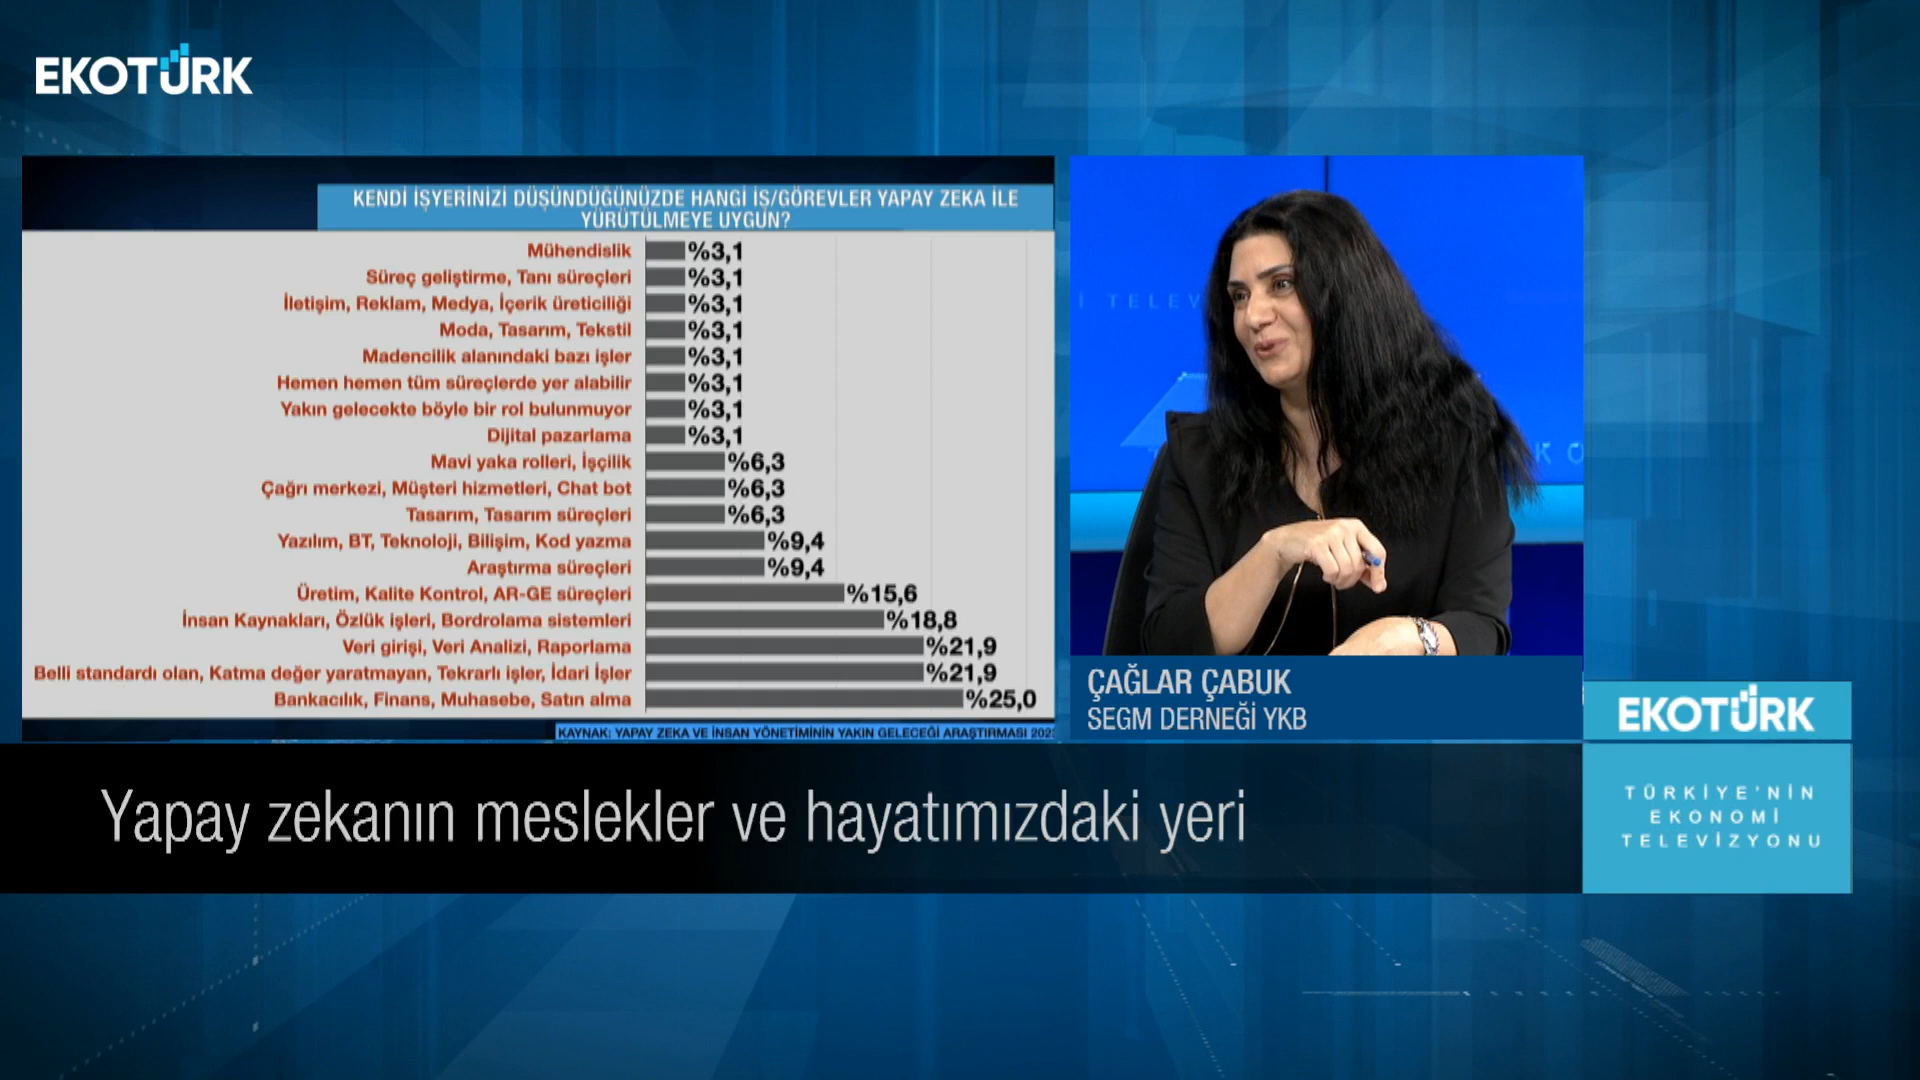 EKOTÜRK
KENDİ İŞYERİNİZİ DÜŞÜNDÜĞÜNÜZDE HANGİ İŞ/GÖREVLER YAPAY ZEKA İLE
YÜRÜTÜLMEYE UYGUN?
Mühendislik %3,1
Süreç geliştirme, Tanı süreçleri %3,1
İletişim, Reklam, Medya, İçerik üreticiliği %3,1
Moda, Tasarım, Tekstil %3,1
Madencilik alanındaki bazı işler %3,1
Hemen hemen tüm süreçlerde yer alabilir %3,1
Yakın gelecekte böyle bir rol bulunmuyor %3,1
Dijital pazarlama %3,1
Mavi yaka rolleri, İşçilik %6,3
Çağrı merkezi, Müşteri hizmetleri, Chat bot %6,3
Tasarım, Tasarım süreçleri %6,3
Yazılım, BT, Teknoloji, Bilişim, Kod yazma %9,4
Araştırma süreçleri %9,4
Üretim, Kalite Kontrol, AR-GE süreçleri %15,6
İnsan Kaynakları, Özlük işleri, Bordrolama sistemleri %18,8
Veri girişi, Veri Analizi, Raporlama %21,9
Belli standardı olan, Katma değer yaratmayan, Tekrarlı işler, İdari İşler %21,9
Bankacılık, Finans, Muhasebe, Satın alma %25,0
KAYNAK: YAPAY ZEKA VE İNSAN YÖNETİMİNİN YAKIN GELECEĞİ ARAŞTIRMASI
İ TELEV
K O
ÇAĞLAR ÇABUK
SEGM DERNEĞİ YKB
EKOTÜRK
TÜRKİYE'NİN
EKONOMİ
TELEVİZYONU
Yapay zekanın meslekler ve hayatımızdaki yeri